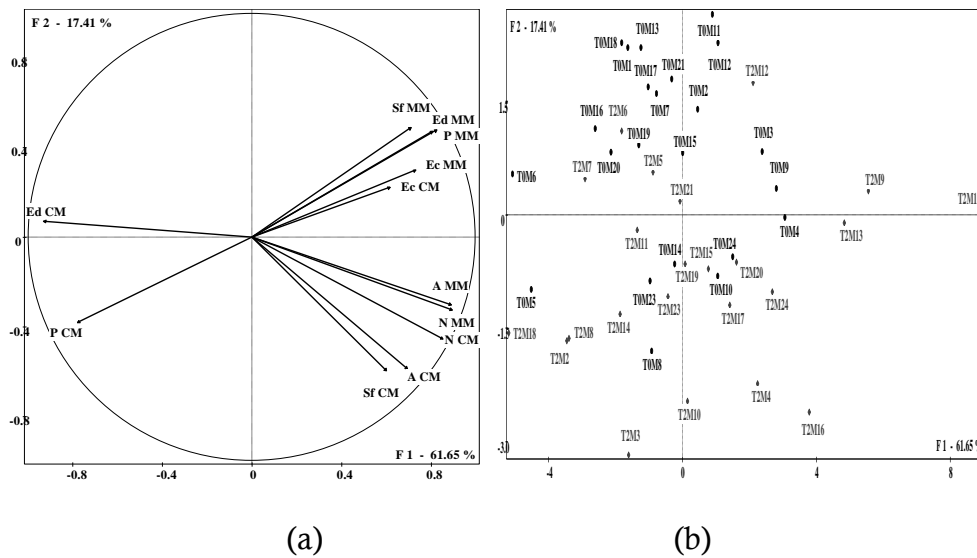 F 2 - 17.41 %
0.8
Sf MM
Ed MM
P MM
0.4
Ec MM
Ec CM
Ed CM
0
A MM
N MM
P CM
-0.4
N CM
A CM
Sf CM
-0.8
F 1 - 61.65 %
-0.8
-0.4
0
0.4
0.8
(a)
F 2 - 17.41 %
T0M11
T0M13
T0M18
T0M1
T0M12
T0M17
T0M21
T2M12
T0M2
1.5
T0M16
T2M6
T0M7
T0M19
T0M15
T0M3
T0M20
T2M5
T2M7
T0M9
T0M6
T2M21
T2M9
T2M1
0
T0M4
T2M13
T2M11
T0M14
T2M15
T0M24
T2M19
T2M20
T0M5
T0M23
T0M10
T2M23
T2M24
T2M17
T2M18
T2M8
T2M14
T2M2
T0M8
T2M4
T2M10
T2M16
T2M3
-3.0
F 1 - 61.65 %
-4
0
4
8
(b)